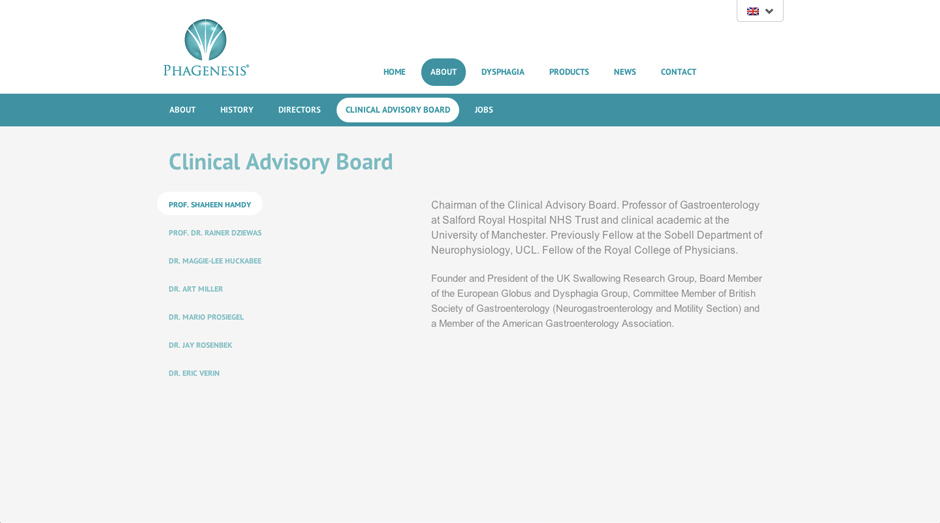 PHAGENESIS®
HOME
ABOUT
DYSPHAGIA
PRODUCTS
NEWS
CONTACT
ABOUT
HISTORY
DIRECTORS
CLINICAL ADVISORY BOARD
JOBS
Clinical Advisory Board
PROF. SHAHEEN HAMDY
PROF. DR. RAINER DZIEWAS
DR. MAGGIE-LEE HUCKABEE
DR. ART MILLER
DR. MARIO PROSIEGEL
DR. JAY ROSENBEK
DR. ERIC VERIN
Chairman of the Clinical Advisory Board. Professor of Gastroenterology
at Salford Royal Hospital NHS Trust and clinical academic at the
University of Manchester. Previously Fellow at the Sobell Department of
Neurophysiology, UCL. Fellow of the Royal College of Physicians.
Founder and President of the UK Swallowing Research Group, Board Member
of the European Globus and Dysphagia Group, Committee Member of British
Society of Gastroenterology (Neurogastroenterology and Motility Section) and
a Member of the American Gastroenterology Association.